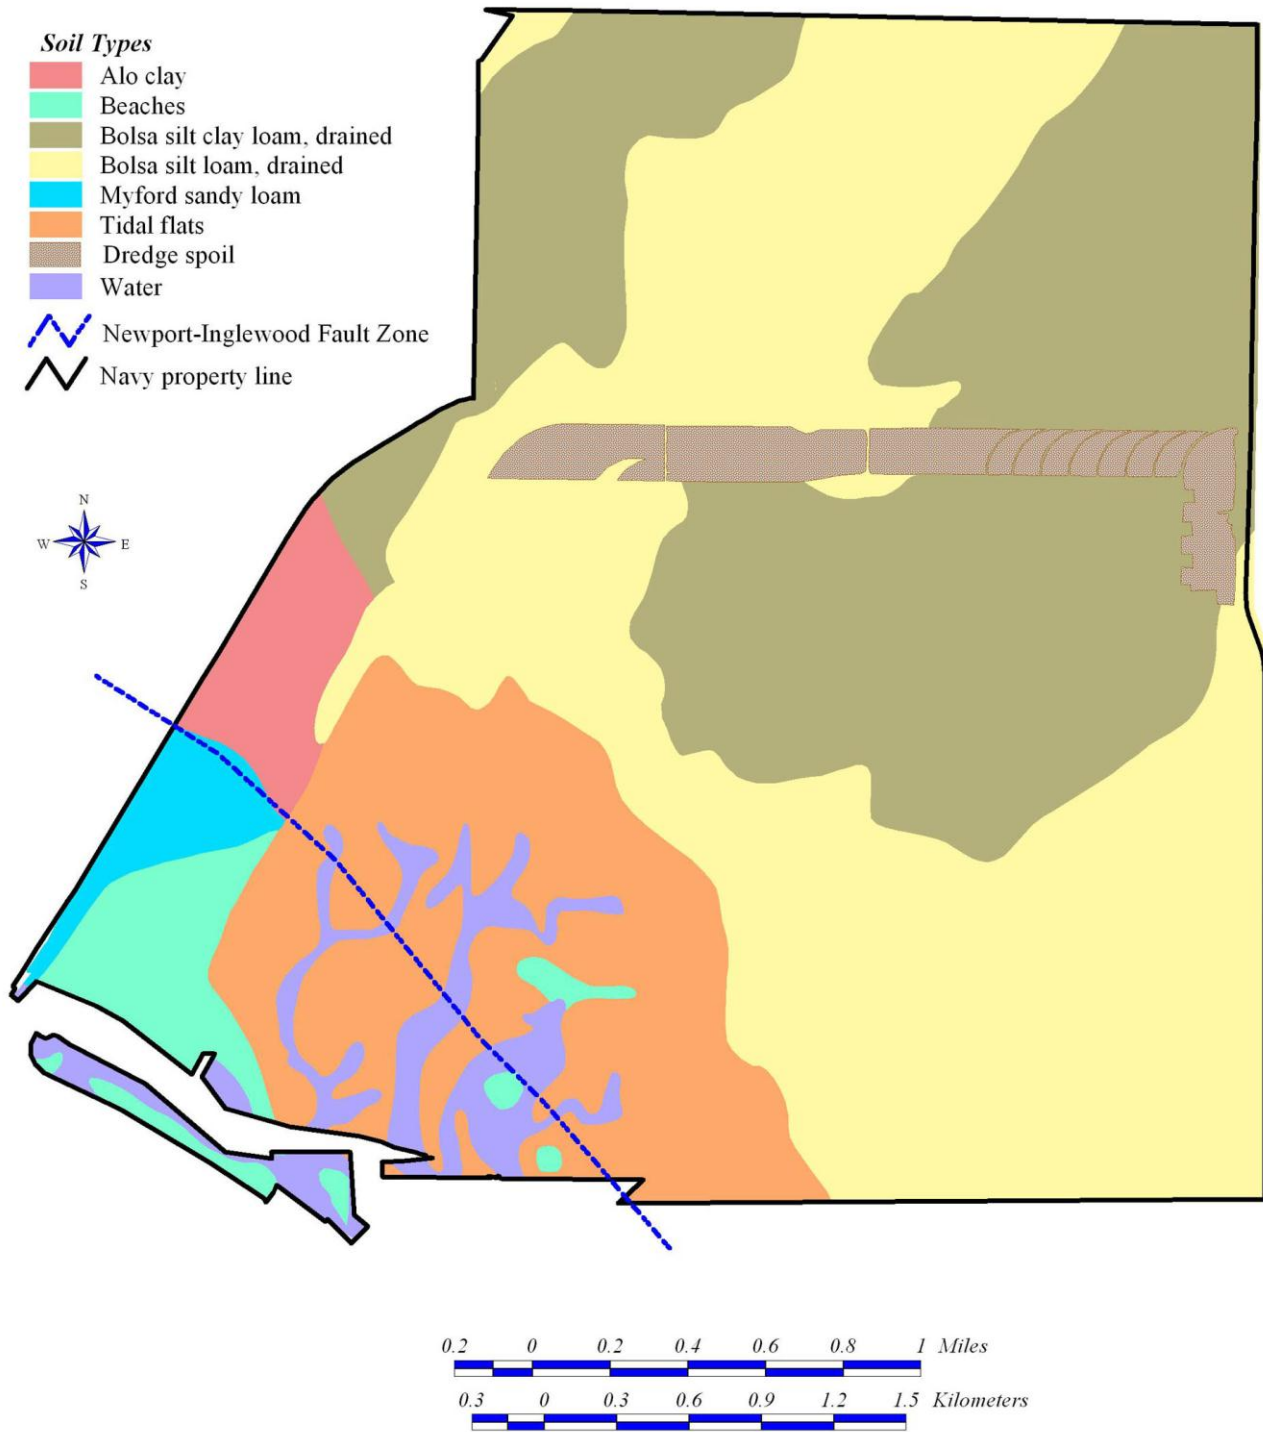 Soil Types
Alo clay
Beaches
Bolsa silt clay loam, drained
Bolsa silt loam, drained
Myford sandy loam
Tidal flats
Dredge spoil
Water
Newport-Inglewood Fault Zone
Navy property line
N
W E
S
0.2 0 0.2 0.4 0.6 0.8 1 Miles
0.3 0 0.3 0.6 0.9 1.2 1.5 Kilometers